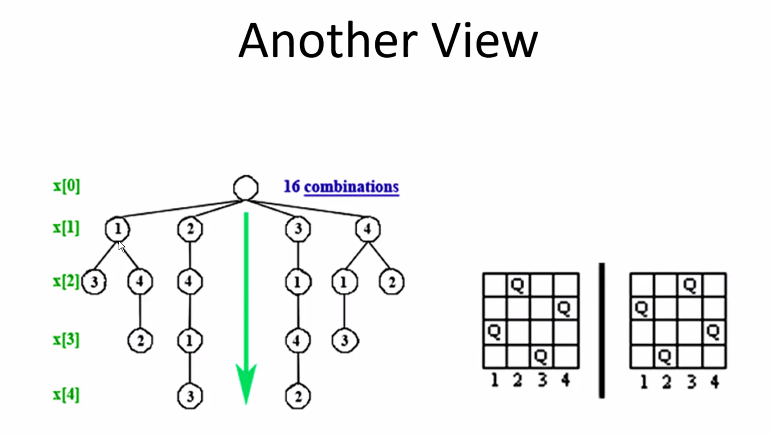 Another View
x[0] 16 combinations
x[1] 1 2 3 4
x[2] 3 4 4 1 1 2
x[3] 2 1 4 3
x[4] 3 2
Q Q
Q Q
Q Q
Q Q
1 2 3 4 1 2 3 4